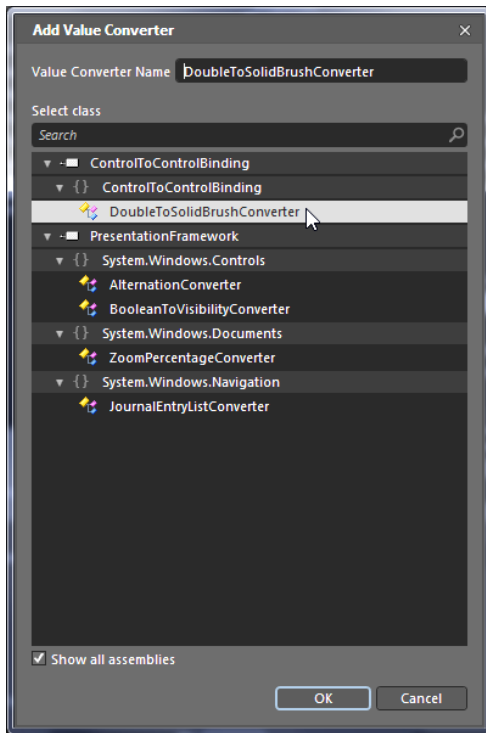 Add Value Converter
Value Converter Name DoubleToSolidBrushConverter
Select class
Search
ControlToControlBinding
{} ControlToControlBinding
DoubleToSolidBrushConverter
PresentationFramework
{} System.Windows.Controls
AlternationConverter
BooleanToVisibilityConverter
{} System.Windows.Documents
ZoomPercentageConverter
{} System.Windows.Navigation
JournalEntryListConverter
Show all assemblies
OK Cancel